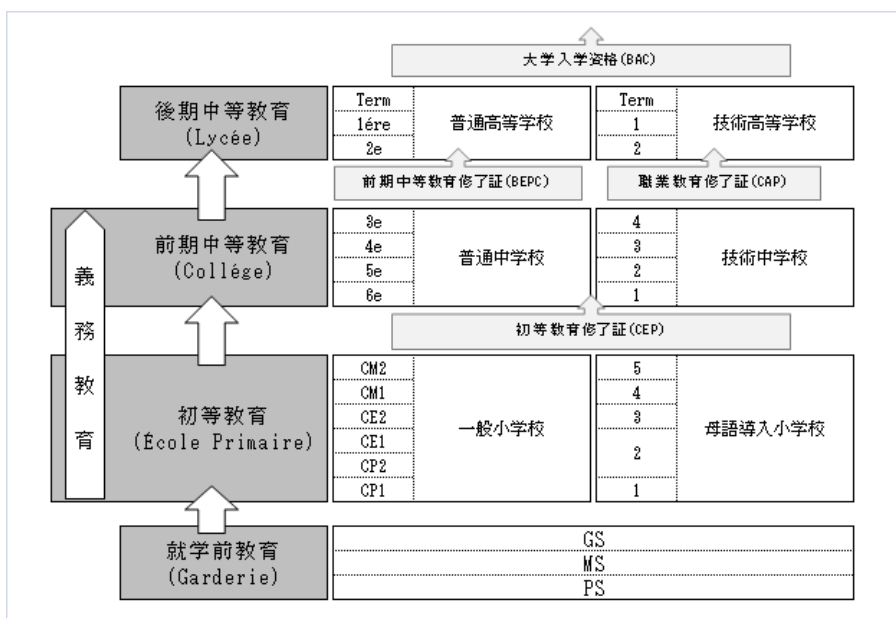 大学入学資格(BAC)
後期中等教育
(Lycée)
Term
1ére
2e
普通高等学校
Term
1
2
技術高等学校
前期中等教育修了証(BEPC)
職業教育修了証(CAP)
義務教育
前期中等教育
(Collége)
3e
4e
5e
6e
普通中学校
4
3
2
1
技術中学校
初等教育修了証(CEP)
初等教育
(École Primaire)
CM2
CM1
CE2
CE1
CP2
CP1
一般小学校
5
4
3
2
1
母語導入小学校
就学前教育
(Garderie)
GS
MS
PS